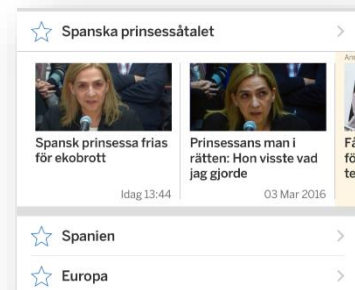 Spanska prinsessåtalet
Spansk prinsessa frias
för ekobrott
Idag 13:44
Prinsessans man i
rätten: Hon visste vad
jag gjorde
03 Mar 2016
Spanien
Europa